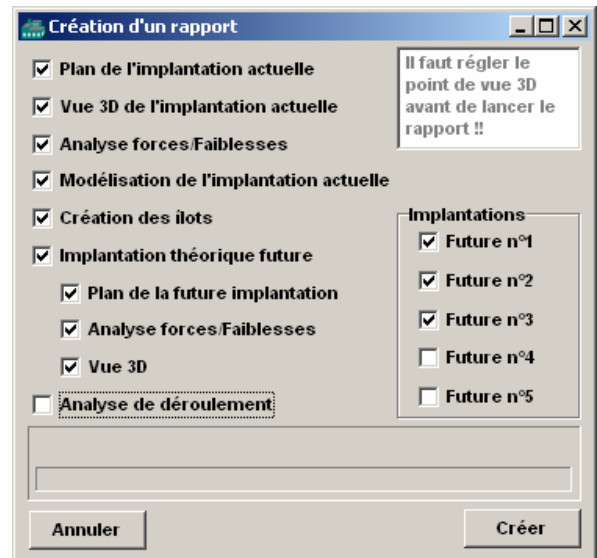 Création d'un rapport
Plan de l'implantation actuelle
Vue 3D de l'implantation actuelle
Analyse forces/Faiblesses
Modélisation de l'implantation actuelle
Création des îlots
Implantation théorique future
Plan de la future implantation
Analyse forces/Faiblesses
Vue 3D
Analyse de déroulement
Il faut régler le
point de vue 3D
avant de lancer le
rapport !!
Implantations
Future n°1
Future n°2
Future n°3
Future n°4
Future n°5
Annuler
Créer